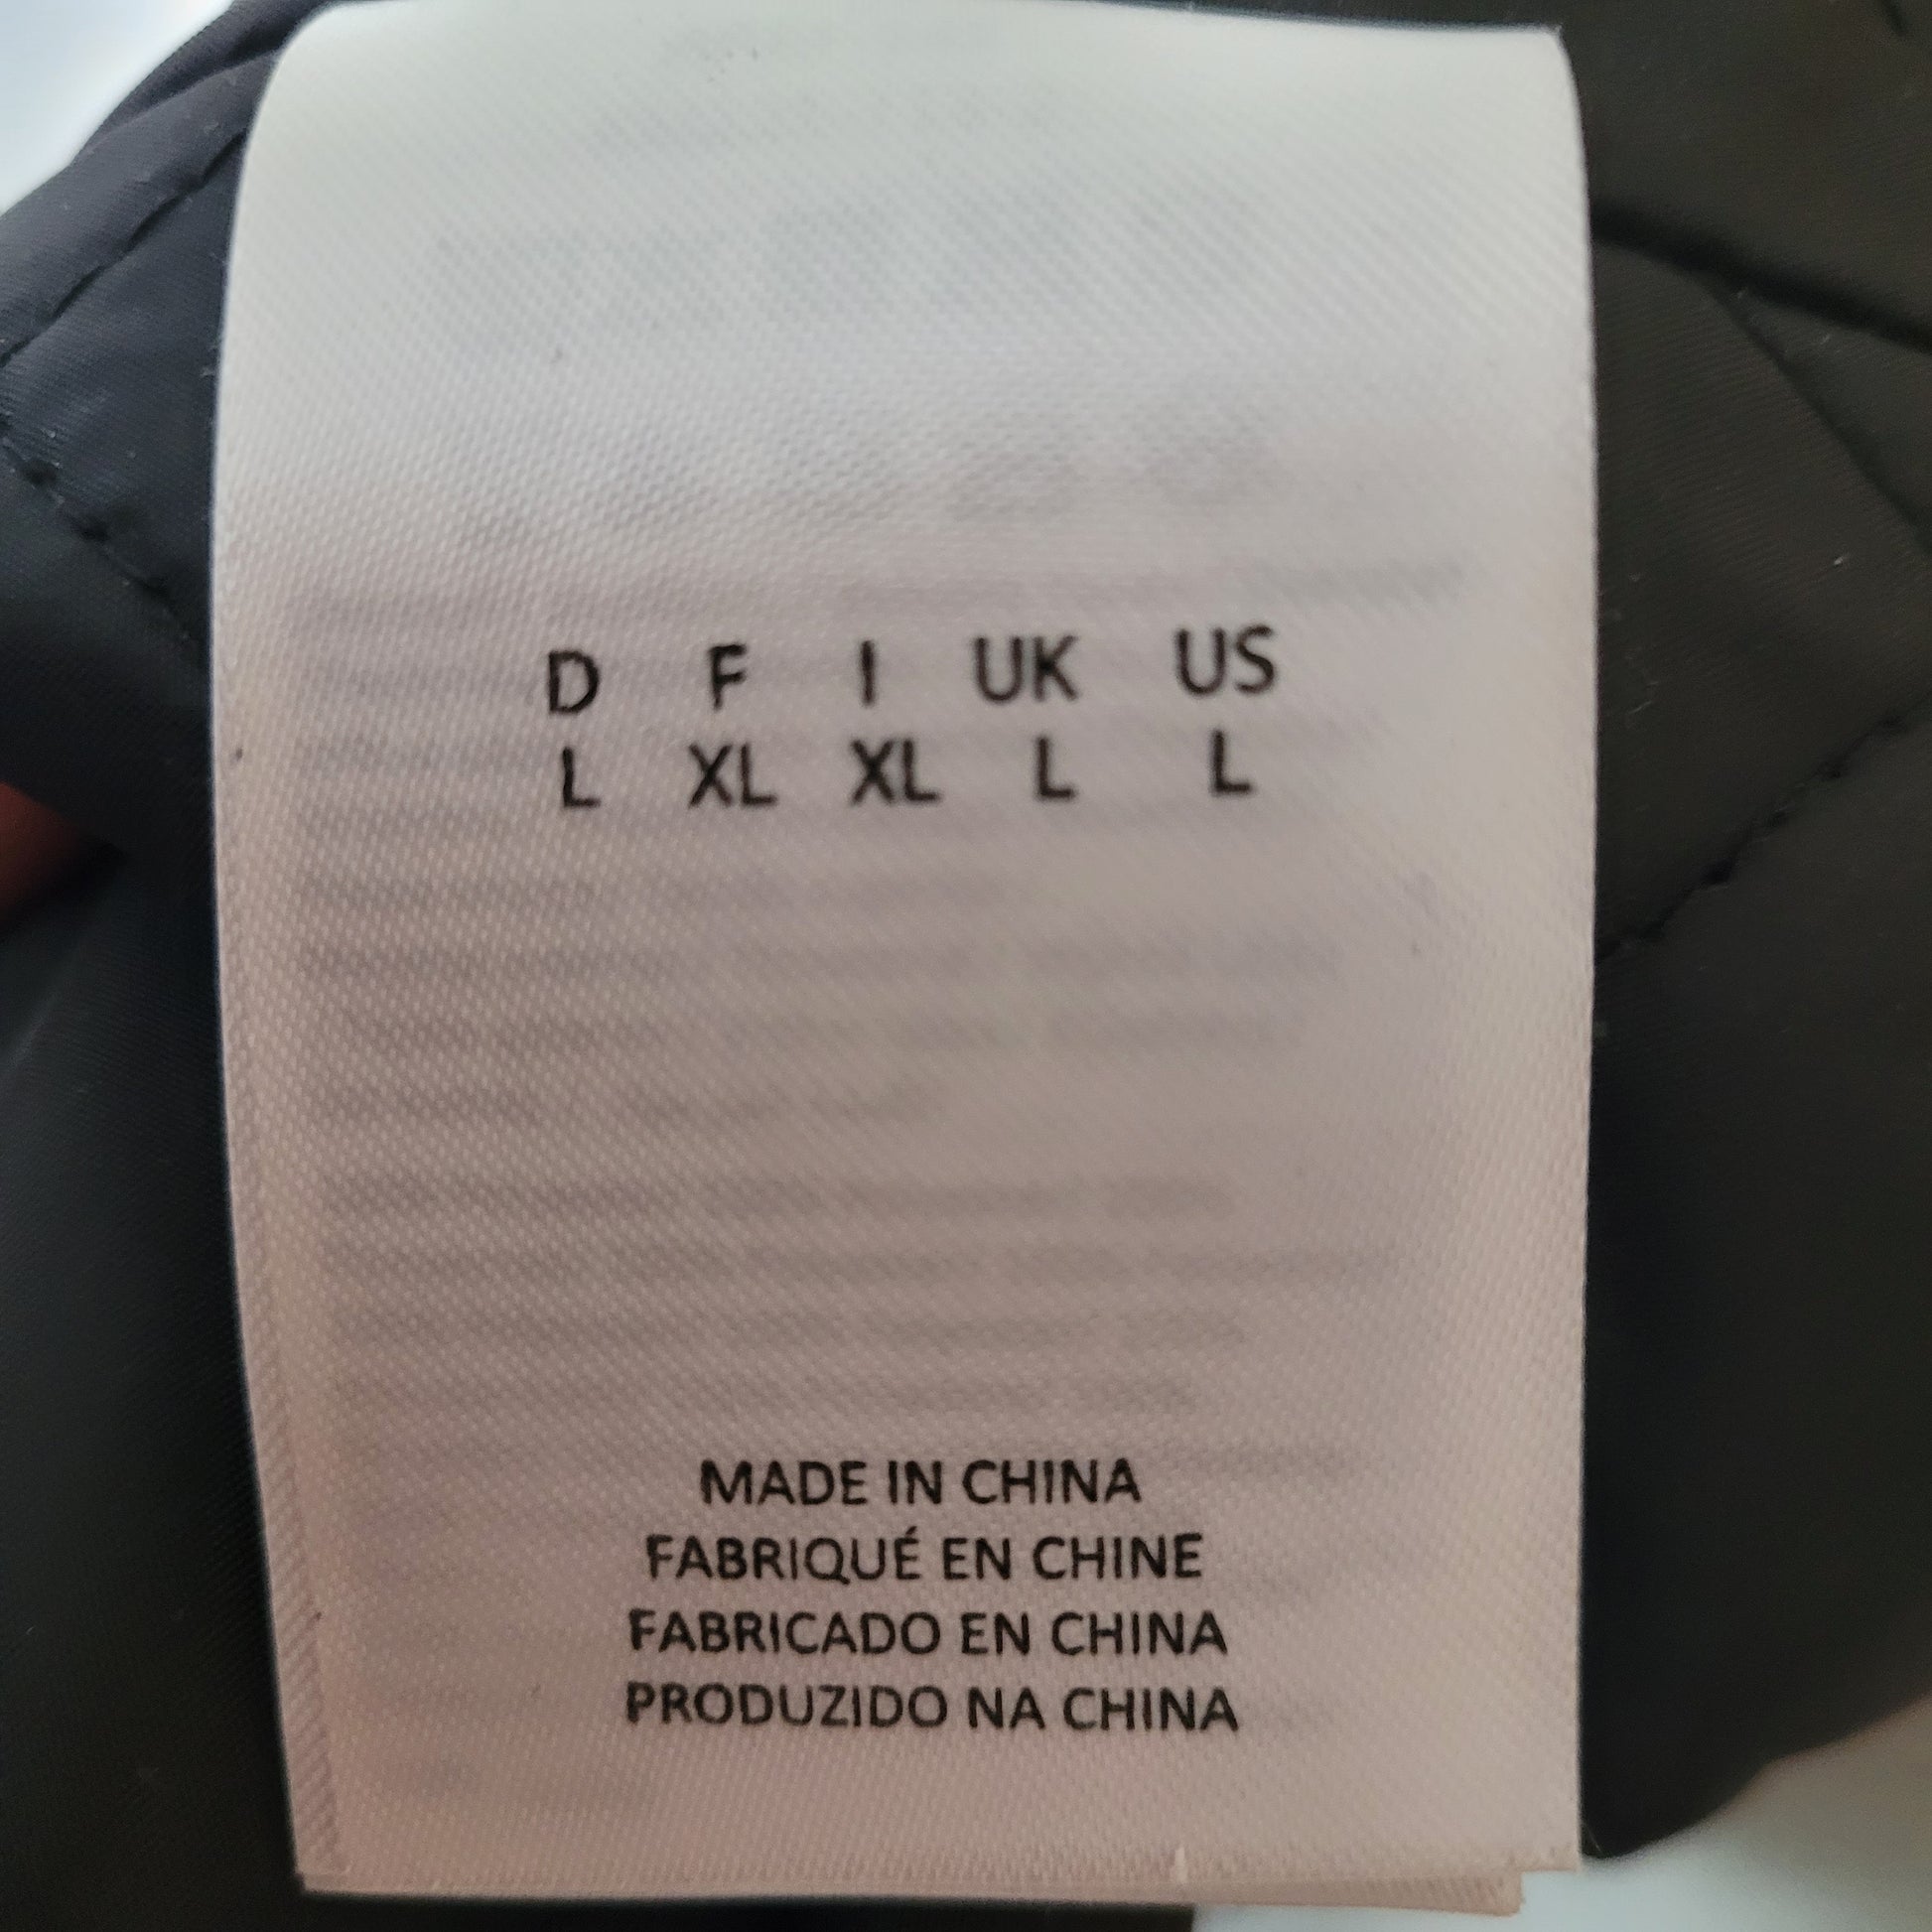 D F I UK US
L XL XL L L
MADE IN CHINA
FABRIQUÉ EN CHINE
FABRICADO EN CHINA
PRODUZIDO NA CHINA